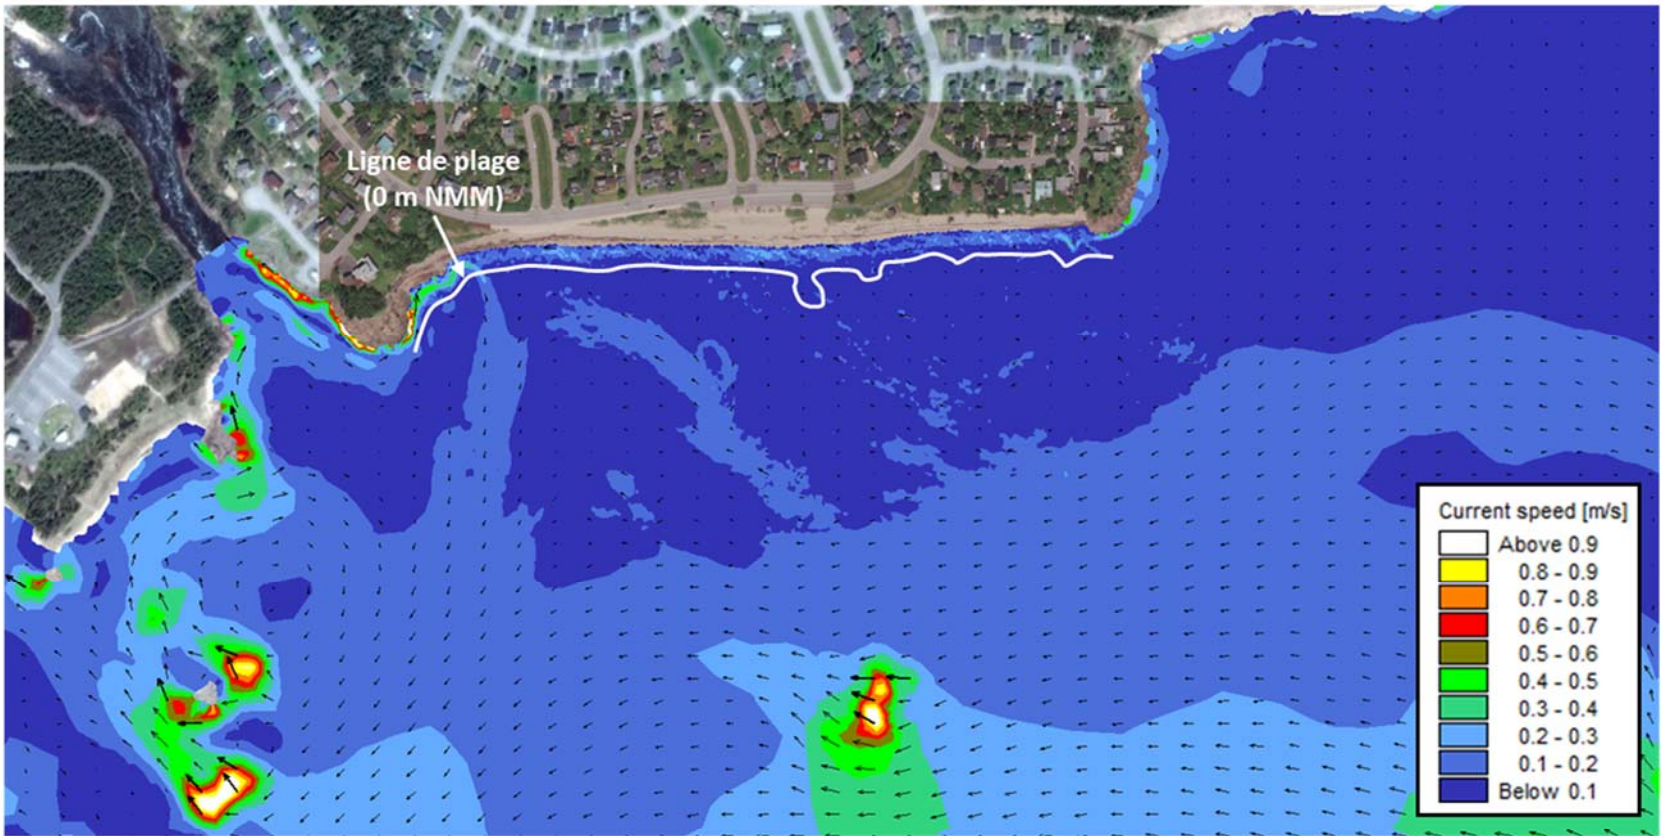 Ligne de plage
(0 m NMM)
Current speed [m/s]
Above 0.9
0.8 - 0.9
0.7 - 0.8
0.6 - 0.7
0.5 - 0.6
0.4 - 0.5
0.3 - 0.4
0.2 - 0.3
0.1 - 0.2
Below 0.1